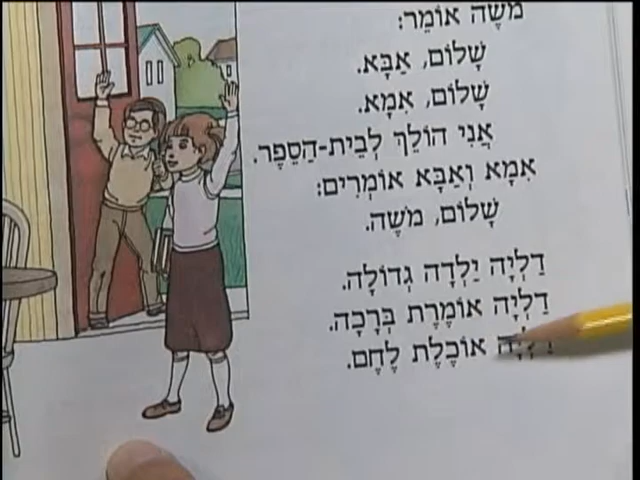 מֹשֶׁה אוֹמֵר:
שָׁלוֹם, אַבָּא.
שָׁלוֹם, אִמָא.
אֲנִי הוֹלֵךְ לְבֵית-הַסֵפֶר.
אִמָא וְאַבָּא אוֹמְרִים:
שָׁלוֹם, מֹשֶׁה.
דַלְיָה יַלְדָה גְדוֹלָה.
דַלְיָה אוֹמֶרֶת בְּרָכָה.
דַלְיָה אוֹכֶלֶת לֶחֶם.